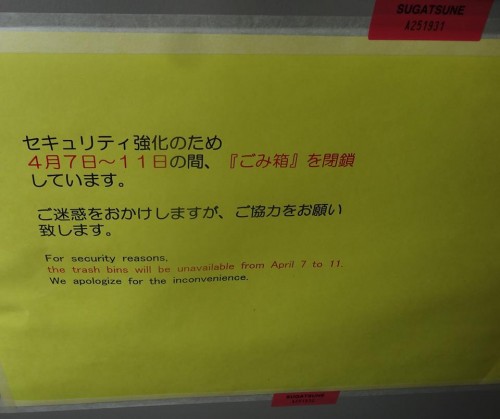 SUGATSUNE
A251931
セキュリティ強化のため
４月７日～１１日の間、『ごみ箱』を閉鎖
しています。
ご迷惑をおかけしますが、ご協力をお願い
致します。
For security reasons,
the trash bins will be unavailable from April 7 to 11.
We apologize for the inconvenience.
SUGATSUNE